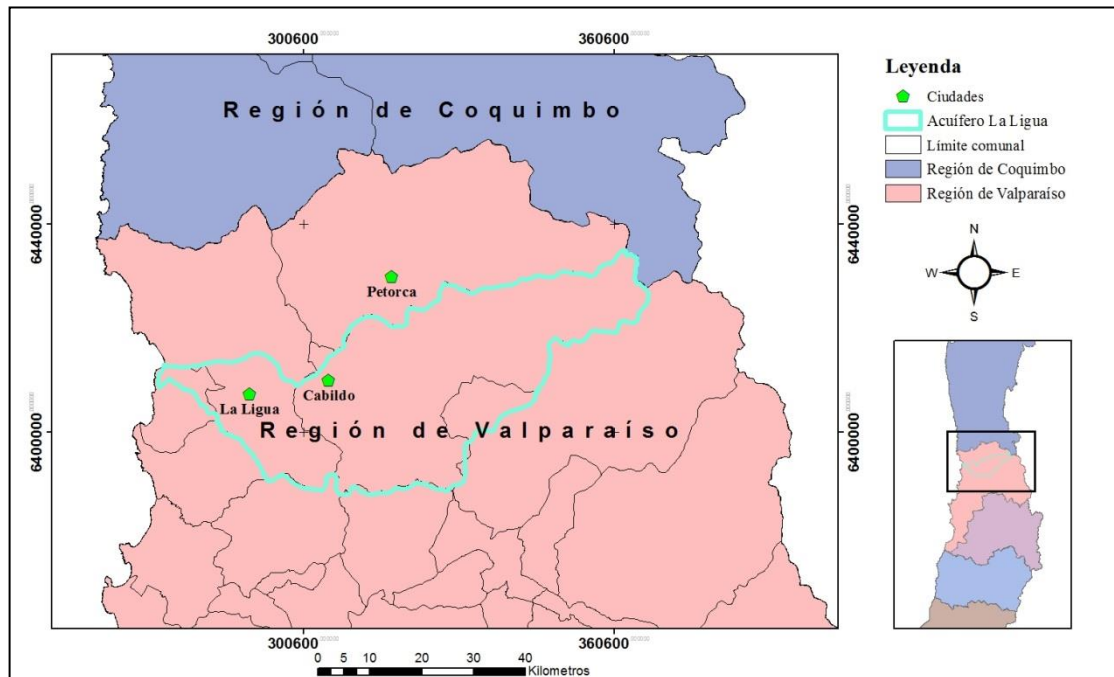 300600
360600
Región de Coquimbo
6440000
6440000
Petorca
La Ligua
Cabildo
Región de Valparaíso
6400000
6400000
300600
360600
0 5 10 20 30 40
Kilometros
Leyenda
Ciudades
Acuífero La Ligua
Límite comunal
Región de Coquimbo
Región de Valparaíso
N
W
E
S